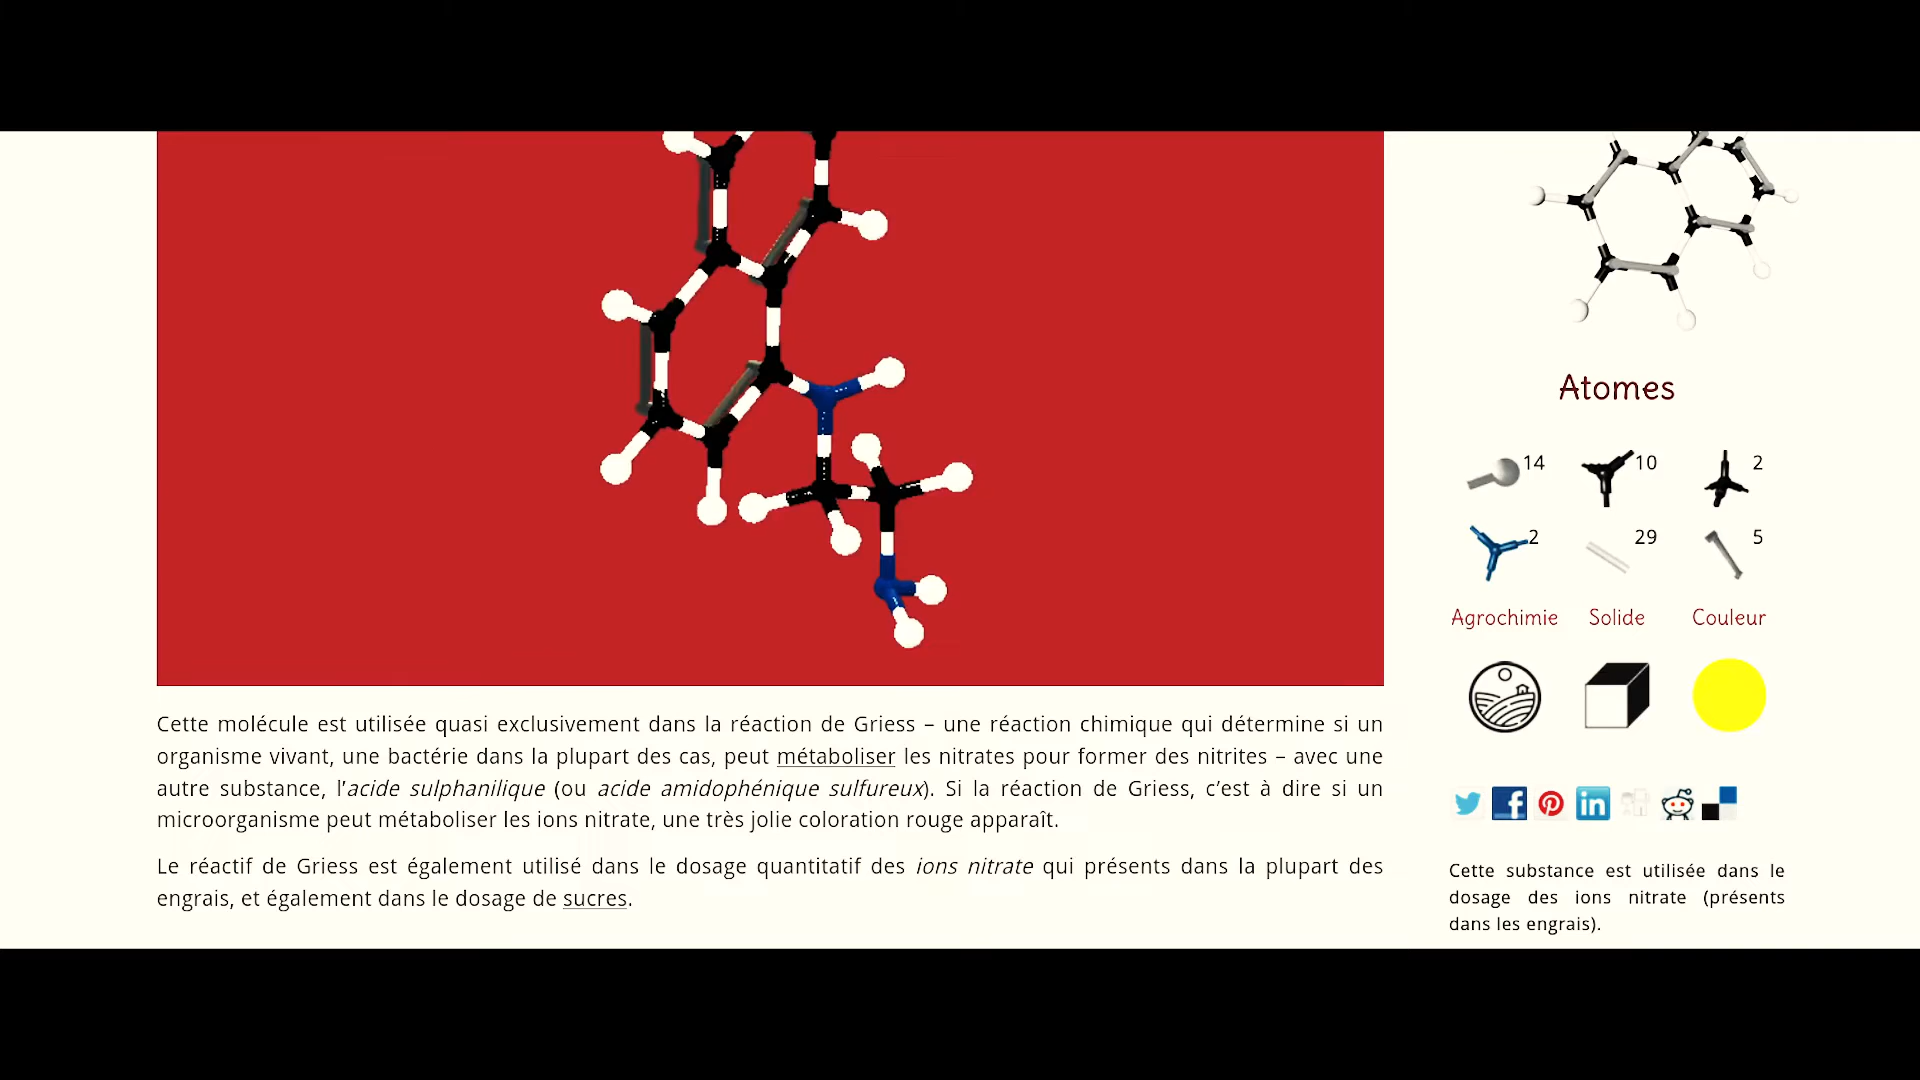 Cette molécule est utilisée quasi exclusivement dans la réaction de Griess – une réaction chimique qui détermine si un
organisme vivant, une bactérie dans la plupart des cas, peut métaboliser les nitrates pour former des nitrites – avec une
autre substance, l’acide sulphanilique (ou acide amidophénique sulfureux). Si la réaction de Griess, c’est à dire si un
microorganisme peut métaboliser les ions nitrate, une très jolie coloration rouge apparaît.
Le réactif de Griess est également utilisé dans le dosage quantitatif des ions nitrate qui présents dans la plupart des
engrais, et également dans le dosage de sucres.
Atomes
14 10 2
2 29 5
Agrochimie Solide Couleur
Cette substance est utilisée dans le
dosage des ions nitrate (présents
dans les engrais).